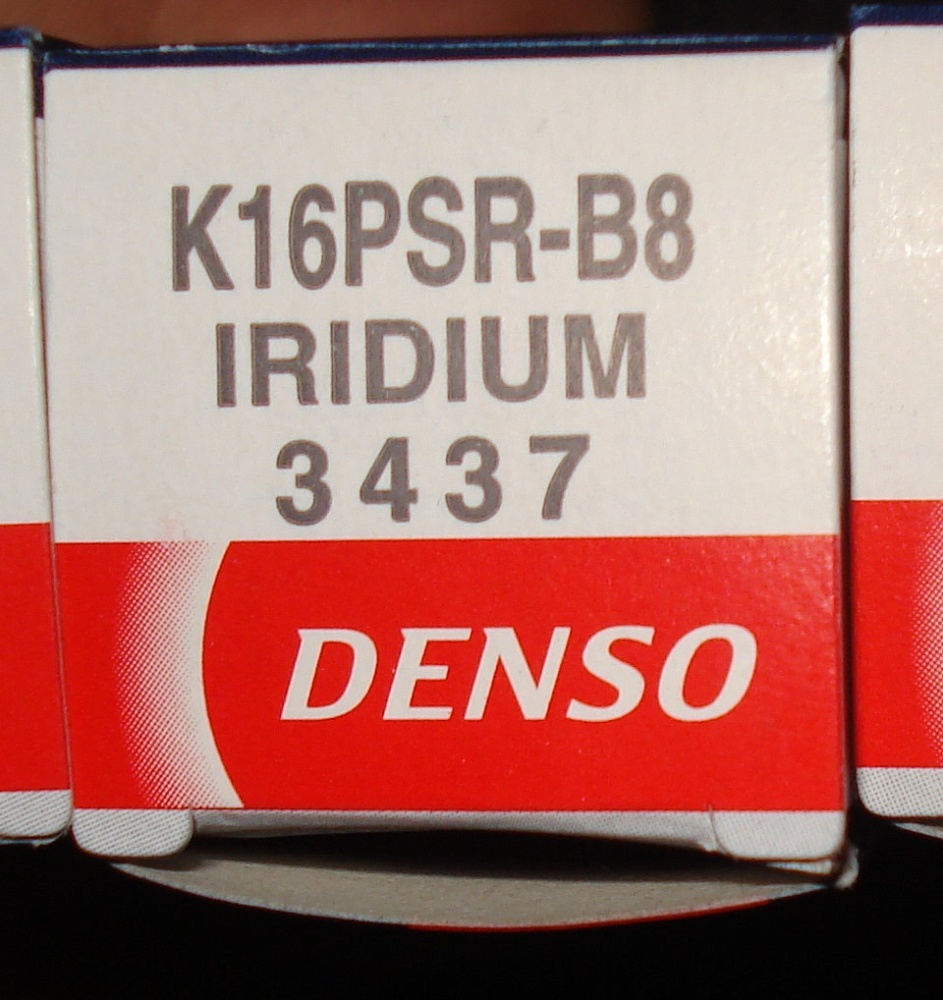 K16PSR-B8
IRIDIUM
3437
DENSO